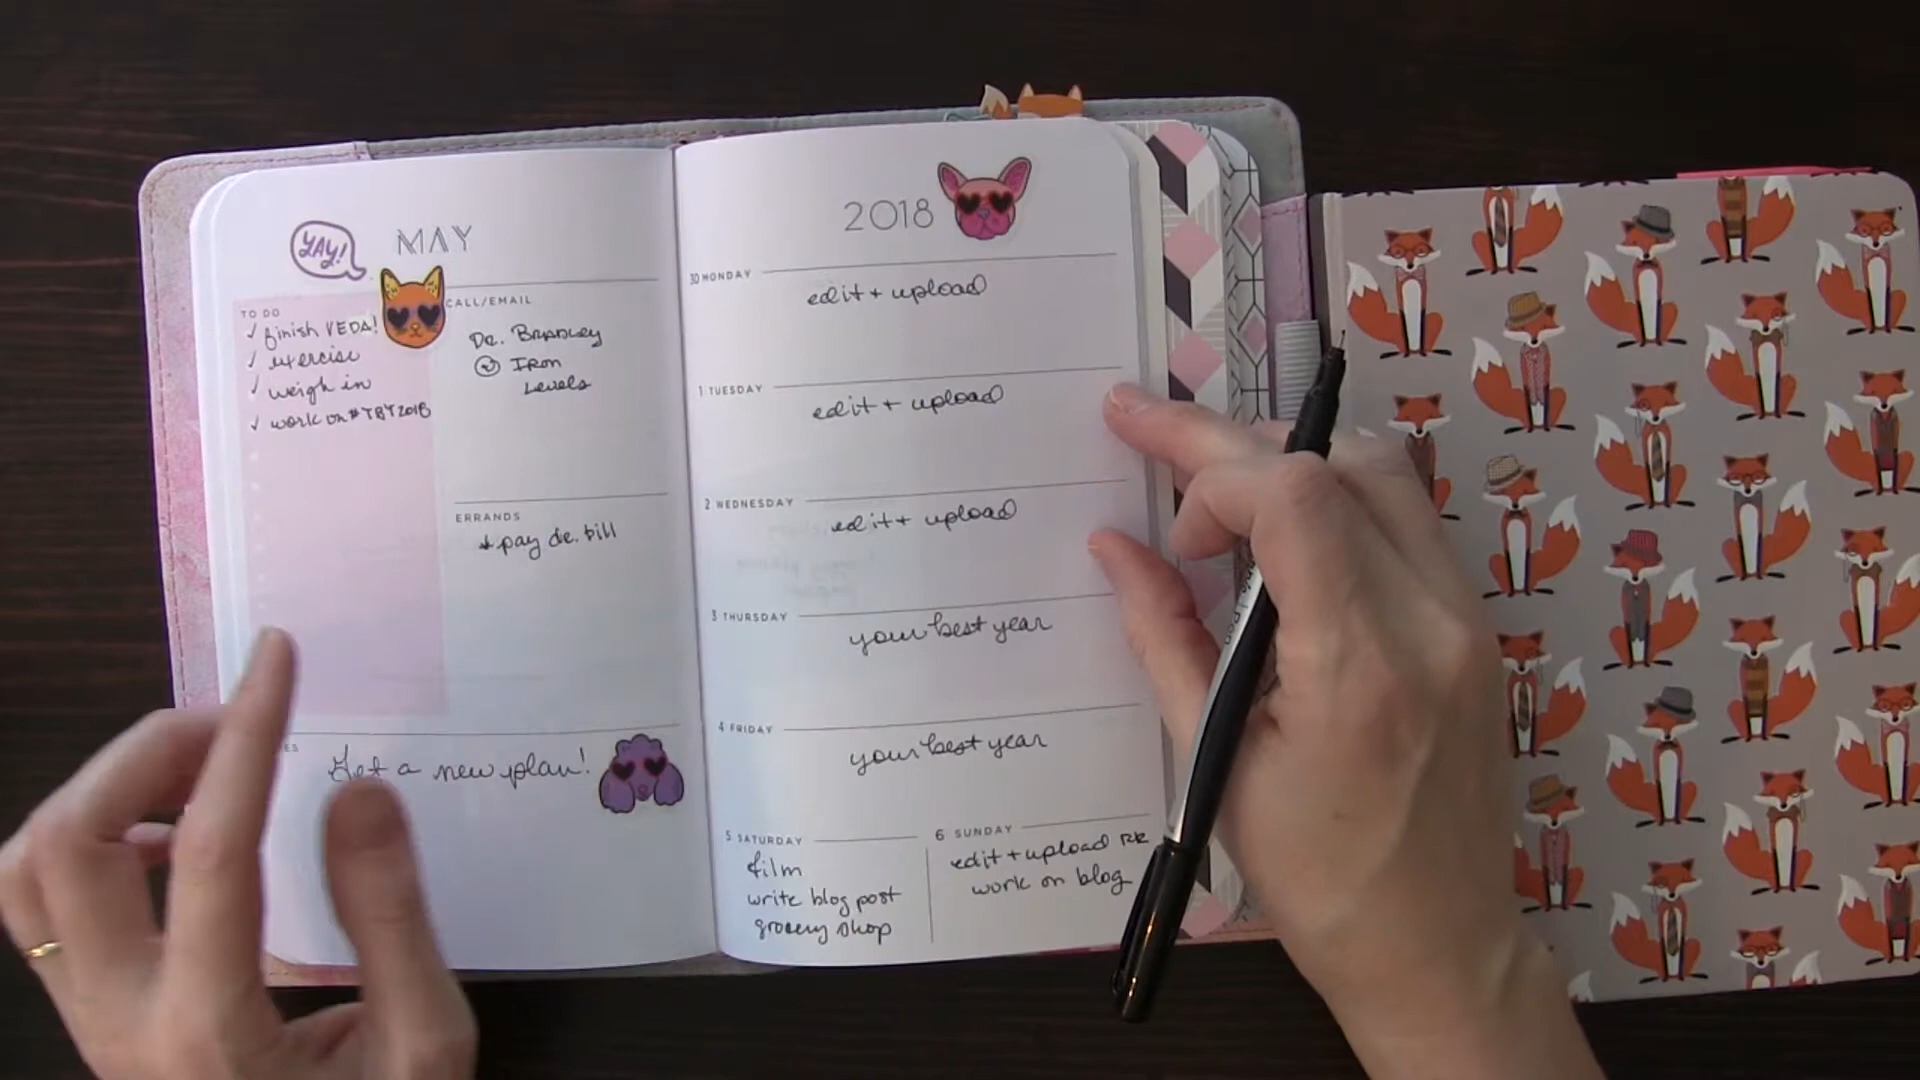 YAY!
MAY
TO DO
finish VEDA!
exercise
weigh in
work on #YBY2018
CALL/EMAIL
Dr. Bradley
Iron
Levels
ERRANDS
pay dr. bill
ES
Get a new plan!
2018
30 MONDAY
edit + upload
1 TUESDAY
edit + upload
2 WEDNESDAY
edit + upload
3 THURSDAY
your best year
4 FRIDAY
your best year
5 SATURDAY
film
write blog post
grocery shop
6 SUNDAY
edit + upload RR
work on blog